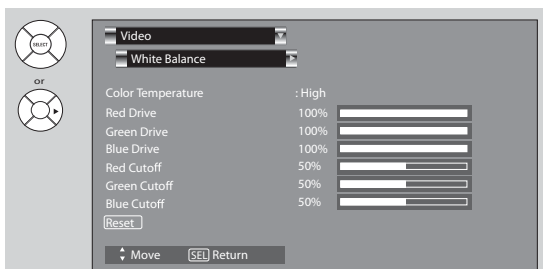 SELECT
or
Video
White Balance
Color Temperature : High
Red Drive 100%
Green Drive 100%
Blue Drive 100%
Red Cutoff 50%
Green Cutoff 50%
Blue Cutoff 50%
Reset
Move SEL Return